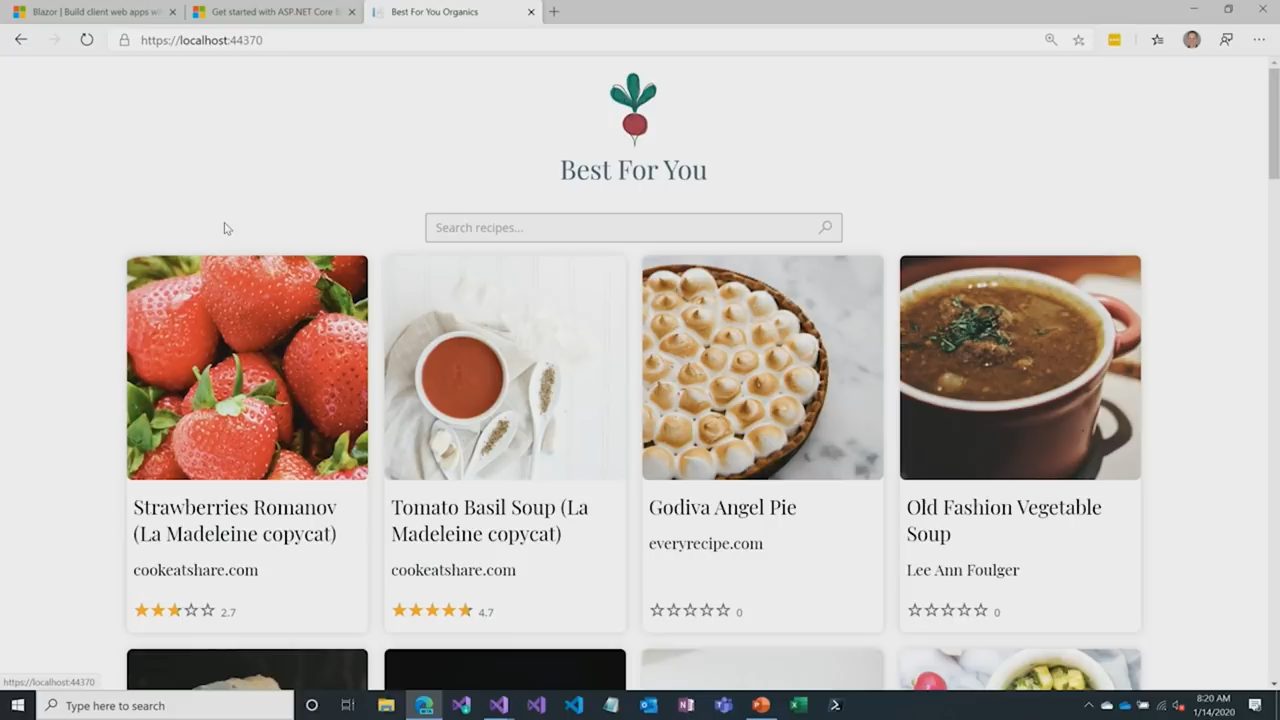 Blazor | Build client web apps wi
Get started with ASP.NET Core B
Best For You Organics
https://localhost:44370
Best For You
Search recipes...
Strawberries Romanov
(La Madeleine copycat)
cookeatshare.com
2.7
Tomato Basil Soup (La
Madeleine copycat)
cookeatshare.com
4.7
Godiva Angel Pie
everyrecipe.com
0
Old Fashion Vegetable
Soup
Lee Ann Foulger
0
https://localhost:44370
Type here to search
8:20 AM
1/14/2020